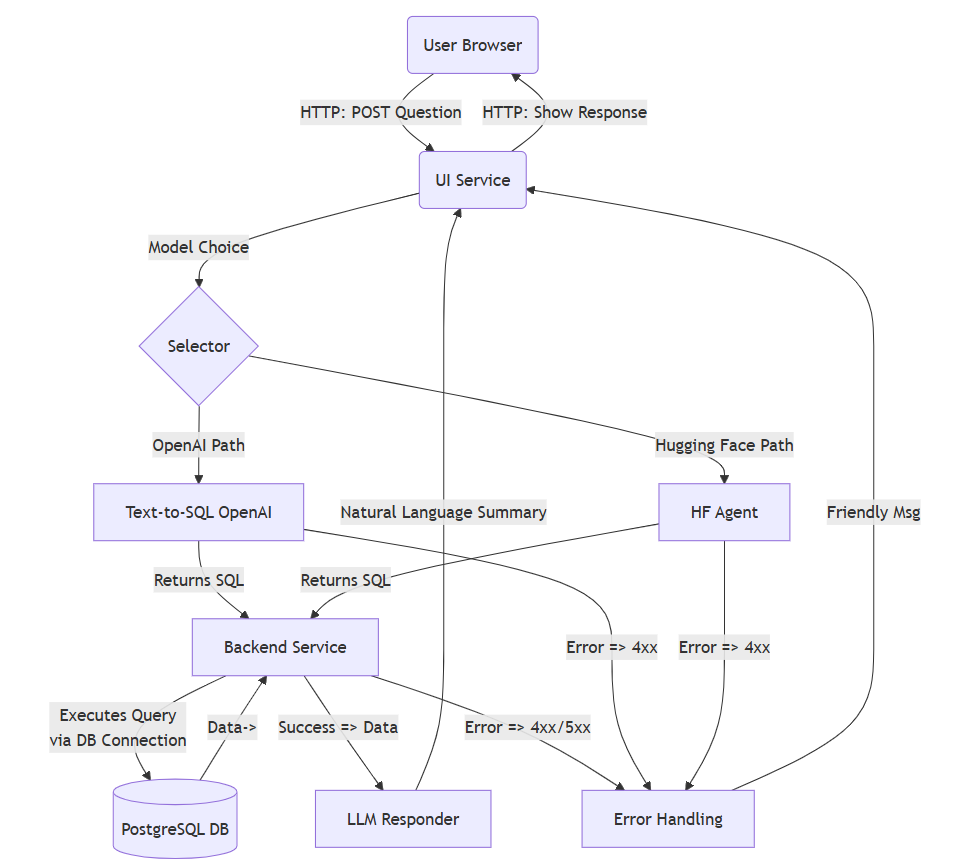 User Browser
HTTP: POST Question
HTTP: Show Response
UI Service
Model Choice
Selector
OpenAI Path
Hugging Face Path
Text-to-SQL OpenAI
Natural Language Summary
HF Agent
Friendly Msg
Returns SQL
Returns SQL
Backend Service
Error => 4xx
Error => 4xx
Executes Query
via DB Connection
Data->
Success => Data
Error => 4xx/5xx
PostgreSQL DB
LLM Responder
Error Handling